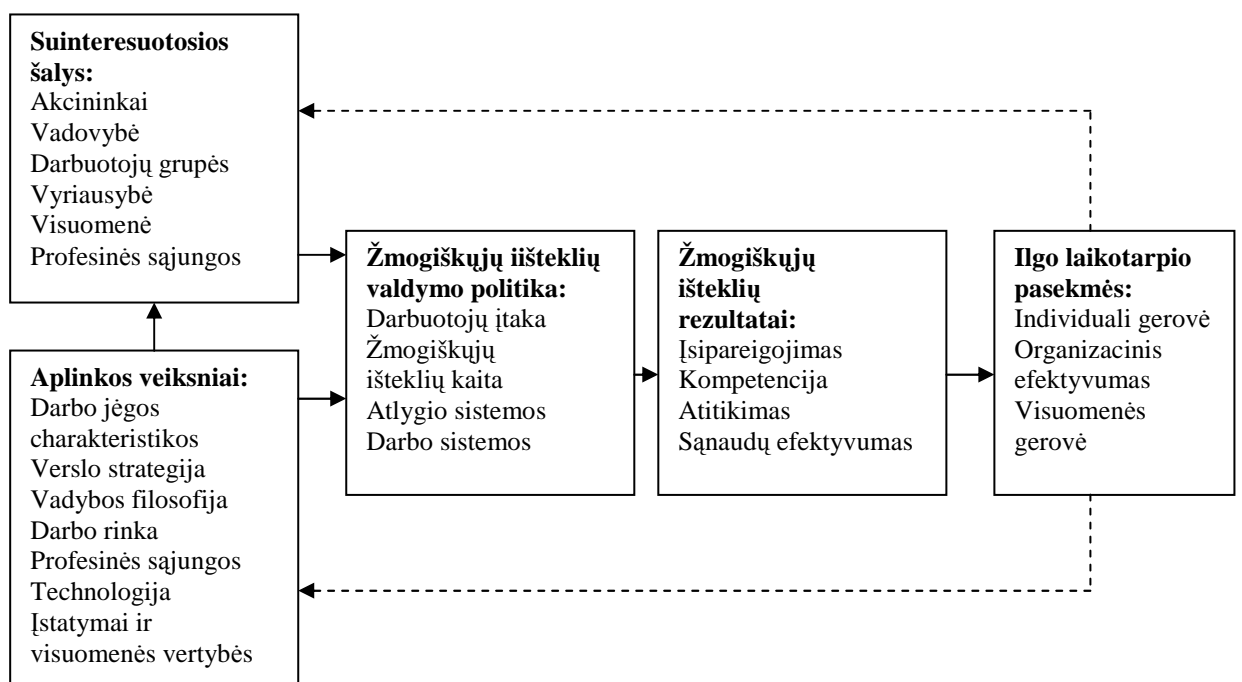 Suinteresuotosios
šalys:
Akcininkai
Vadovybė
Darbuotojų grupės
Vyriausybė
Visuomenė
Profesinės sąjungos
Aplinkos veiksniai:
Darbo jėgos
charakteristikos
Verslo strategija
Vadybos filosofija
Darbo rinka
Profesinės sąjungos
Technologija
Įstatymai ir
visuomenės vertybės
Žmogiškųjų iišteklių
valdymo politika:
Darbuotojų įtaka
Žmogiškųjų
išteklių kaita
Atlygio sistemos
Darbo sistemos
Žmogiškųjų
išteklių
rezultatai:
Įsipareigojimas
Kompetencija
Atitikimas
Sąnaudų efektyvumas
Ilgo laikotarpio
pasekmės:
Individuali gerovė
Organizacinis
efektyvumas
Visuomenės
gerovė